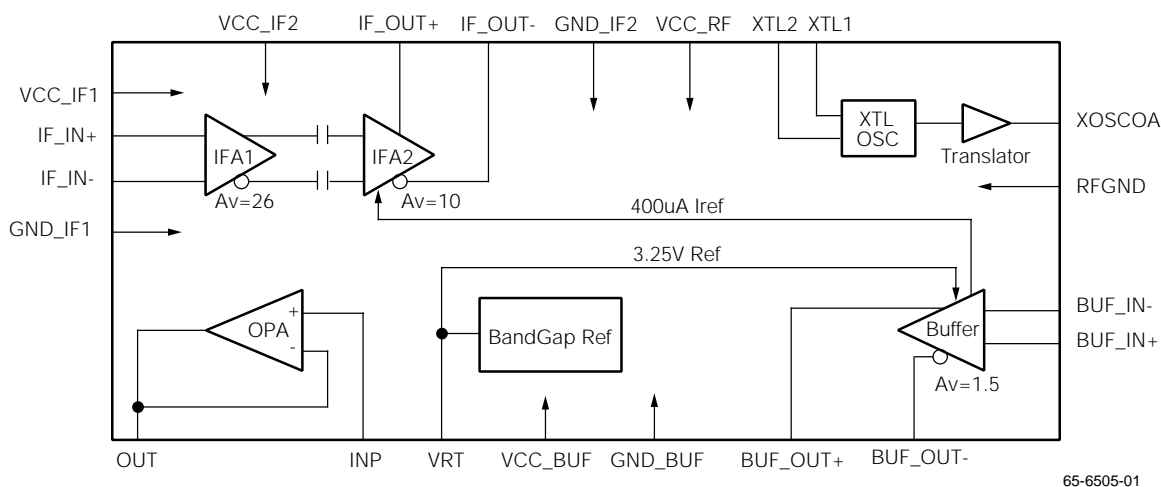 VCC_IF2 IF_OUT+ IF_OUT- GND_IF2 VCC_RF XTL2 XTL1
VCC_IF1
IF_IN+
IF_IN-
GND_IF1
IFA1
Av=26
IFA2
Av=10
XTL
OSC
Translator
XOSCOA
RFGND
400uA Iref
3.25V Ref
+
OPA
-
BandGap Ref
Buffer
Av=1.5
BUF_IN-
BUF_IN+
OUT INP VRT VCC_BUF GND_BUF BUF_OUT+ BUF_OUT-
65-6505-01